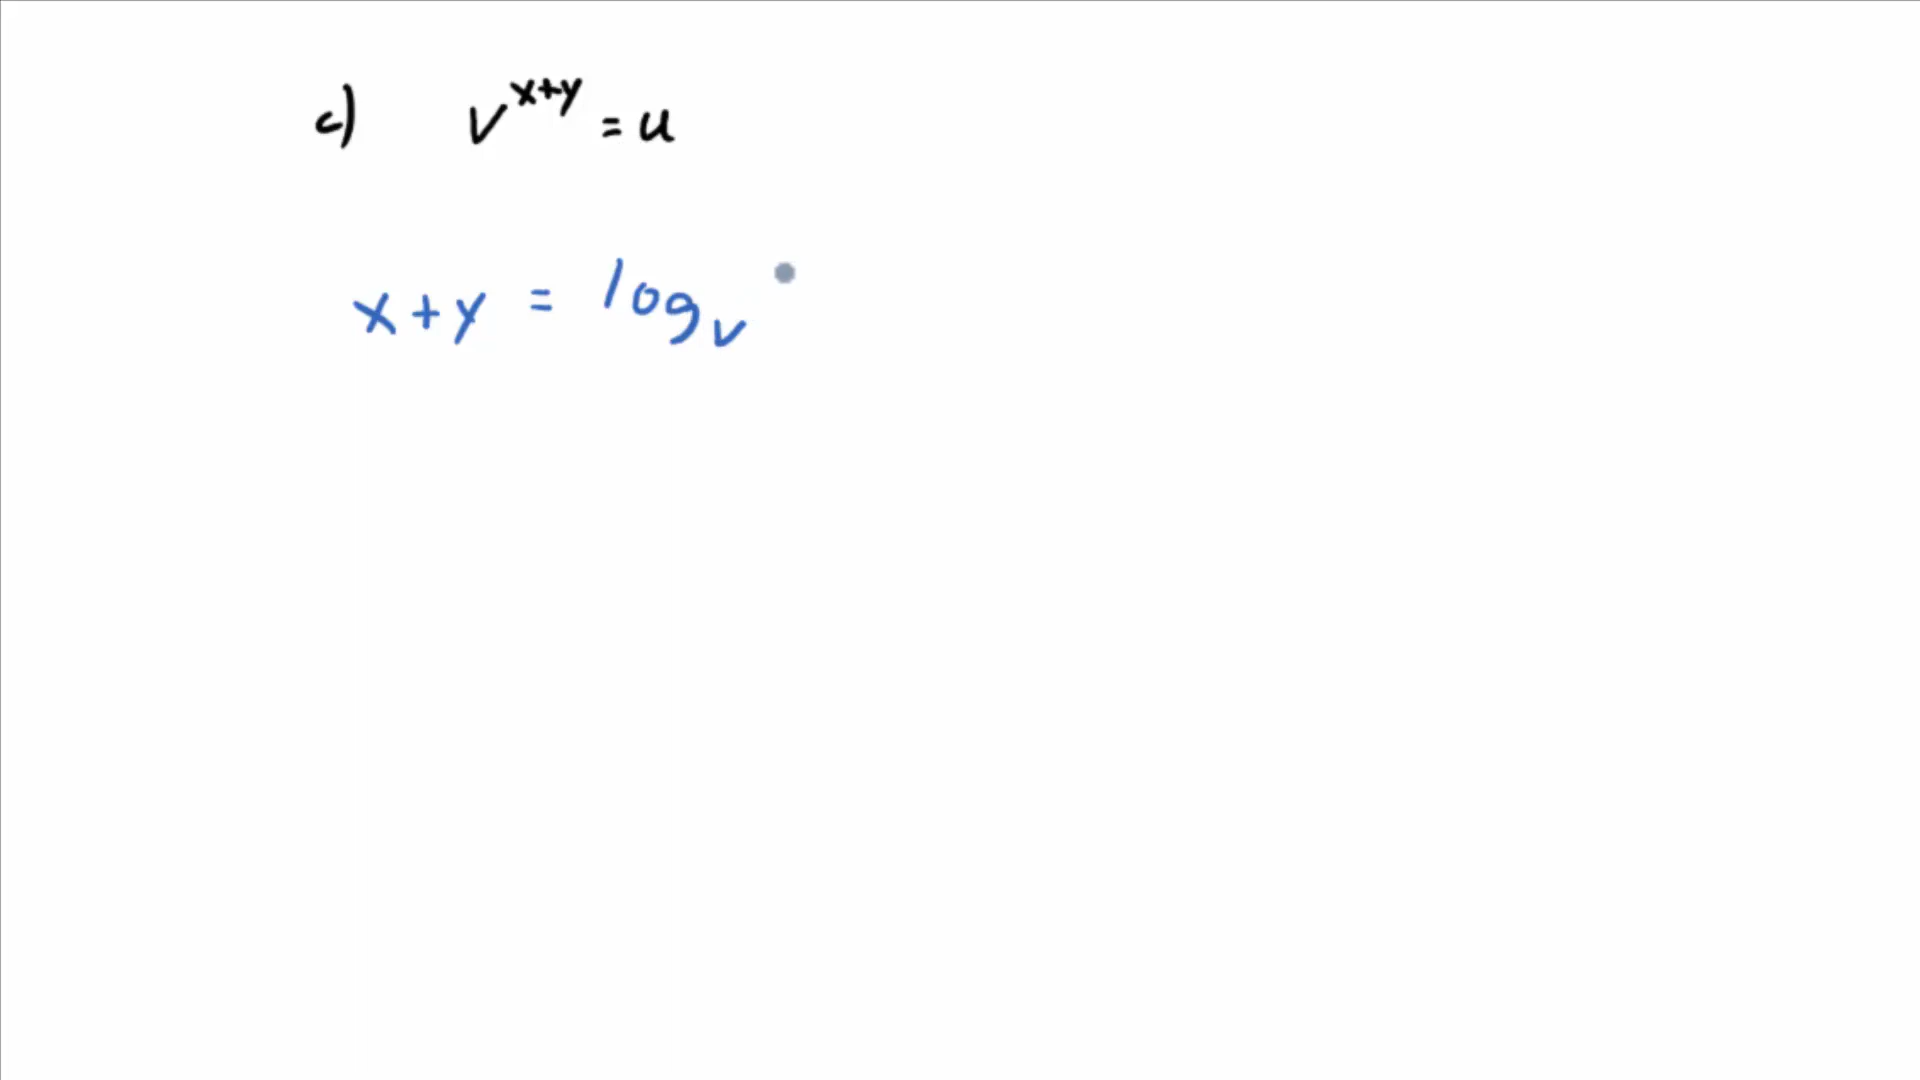 c) v^{x+y} = u
x+y = log_v